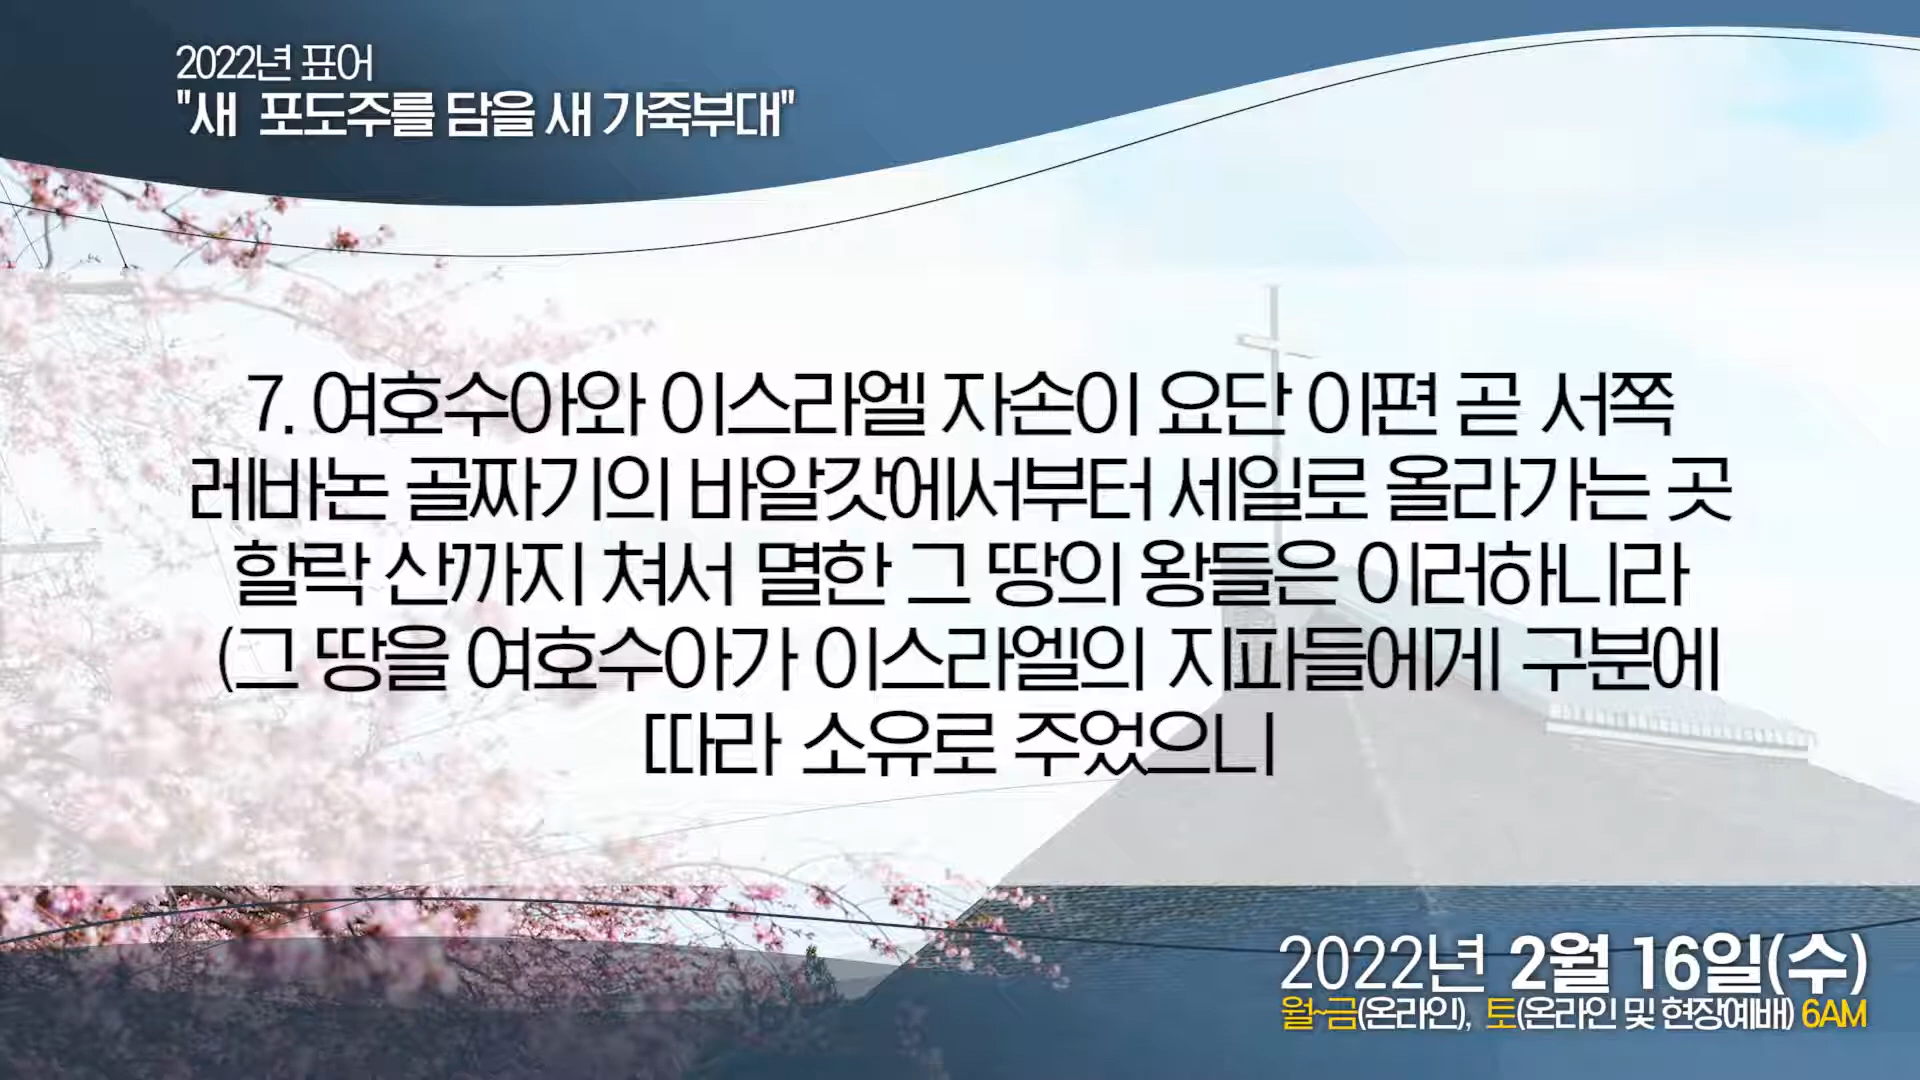 2022년 표어
"새 포도주를 담을 새 가죽부대"
7. 여호수아와 이스라엘 자손이 요단 이편 곧 서쪽
레바논 골짜기의 바알갓에서부터 세일로 올라가는 곳
할락 산까지 쳐서 멸한 그 땅의 왕들은 이러하니라
(그 땅을 여호수아가 이스라엘의 지파들에게 구분에
따라 소유로 주었으니
2022년 2월 16일(수)
월~금(온라인), 토(온라인 및 현장예배) 6AM